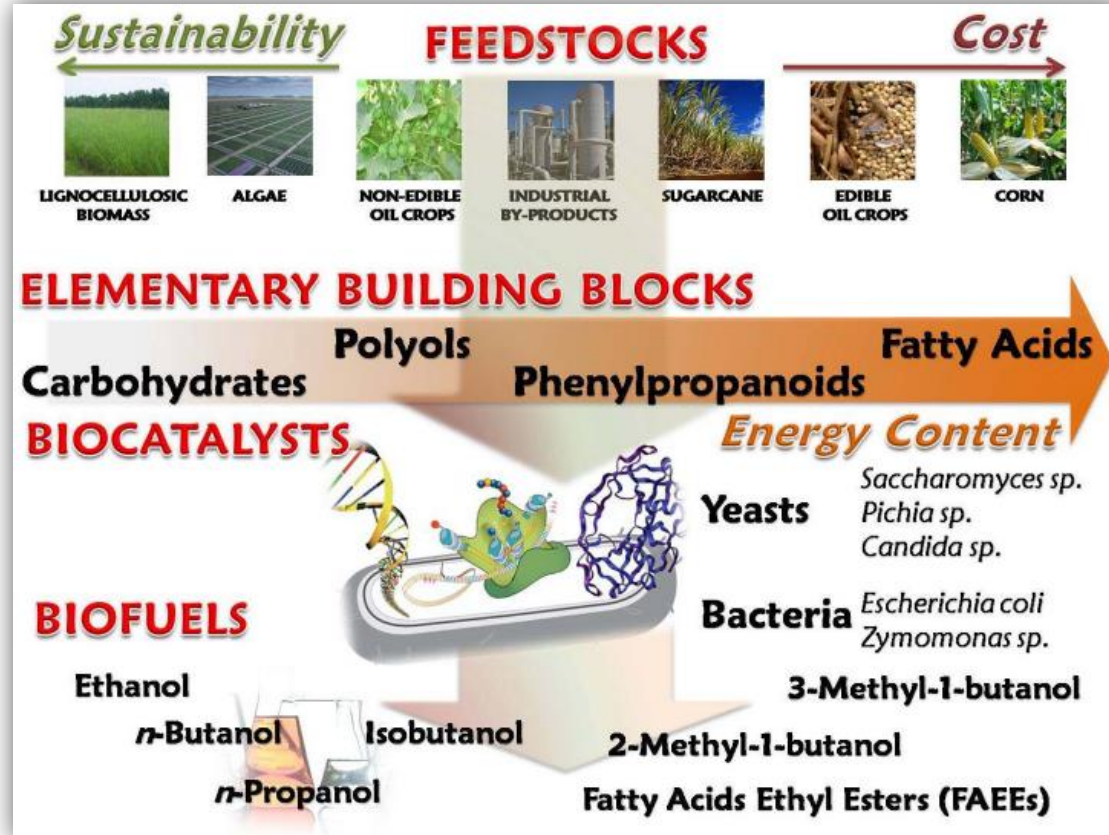 Sustainability
FEEDSTOCKS
Cost
LIGNOCELLULOSIC
BIOMASS
ALGAE
NON-EDIBLE
OIL CROPS
INDUSTRIAL
BY-PRODUCTS
SUGARCANE
EDIBLE
OIL CROPS
CORN
ELEMENTARY BUILDING BLOCKS
Carbohydrates
Polyols
Phenylpropanoids
Fatty Acids
BIOCATALYSTS
Energy Content
Yeasts
Saccharomyces sp.
Pichia sp.
Candida sp.
Bacteria
Escherichia coli
Zymomonas sp.
BIOFUELS
Ethanol
n-Butanol
Isobutanol
n-Propanol
3-Methyl-1-butanol
2-Methyl-1-butanol
Fatty Acids Ethyl Esters (FAEEs)